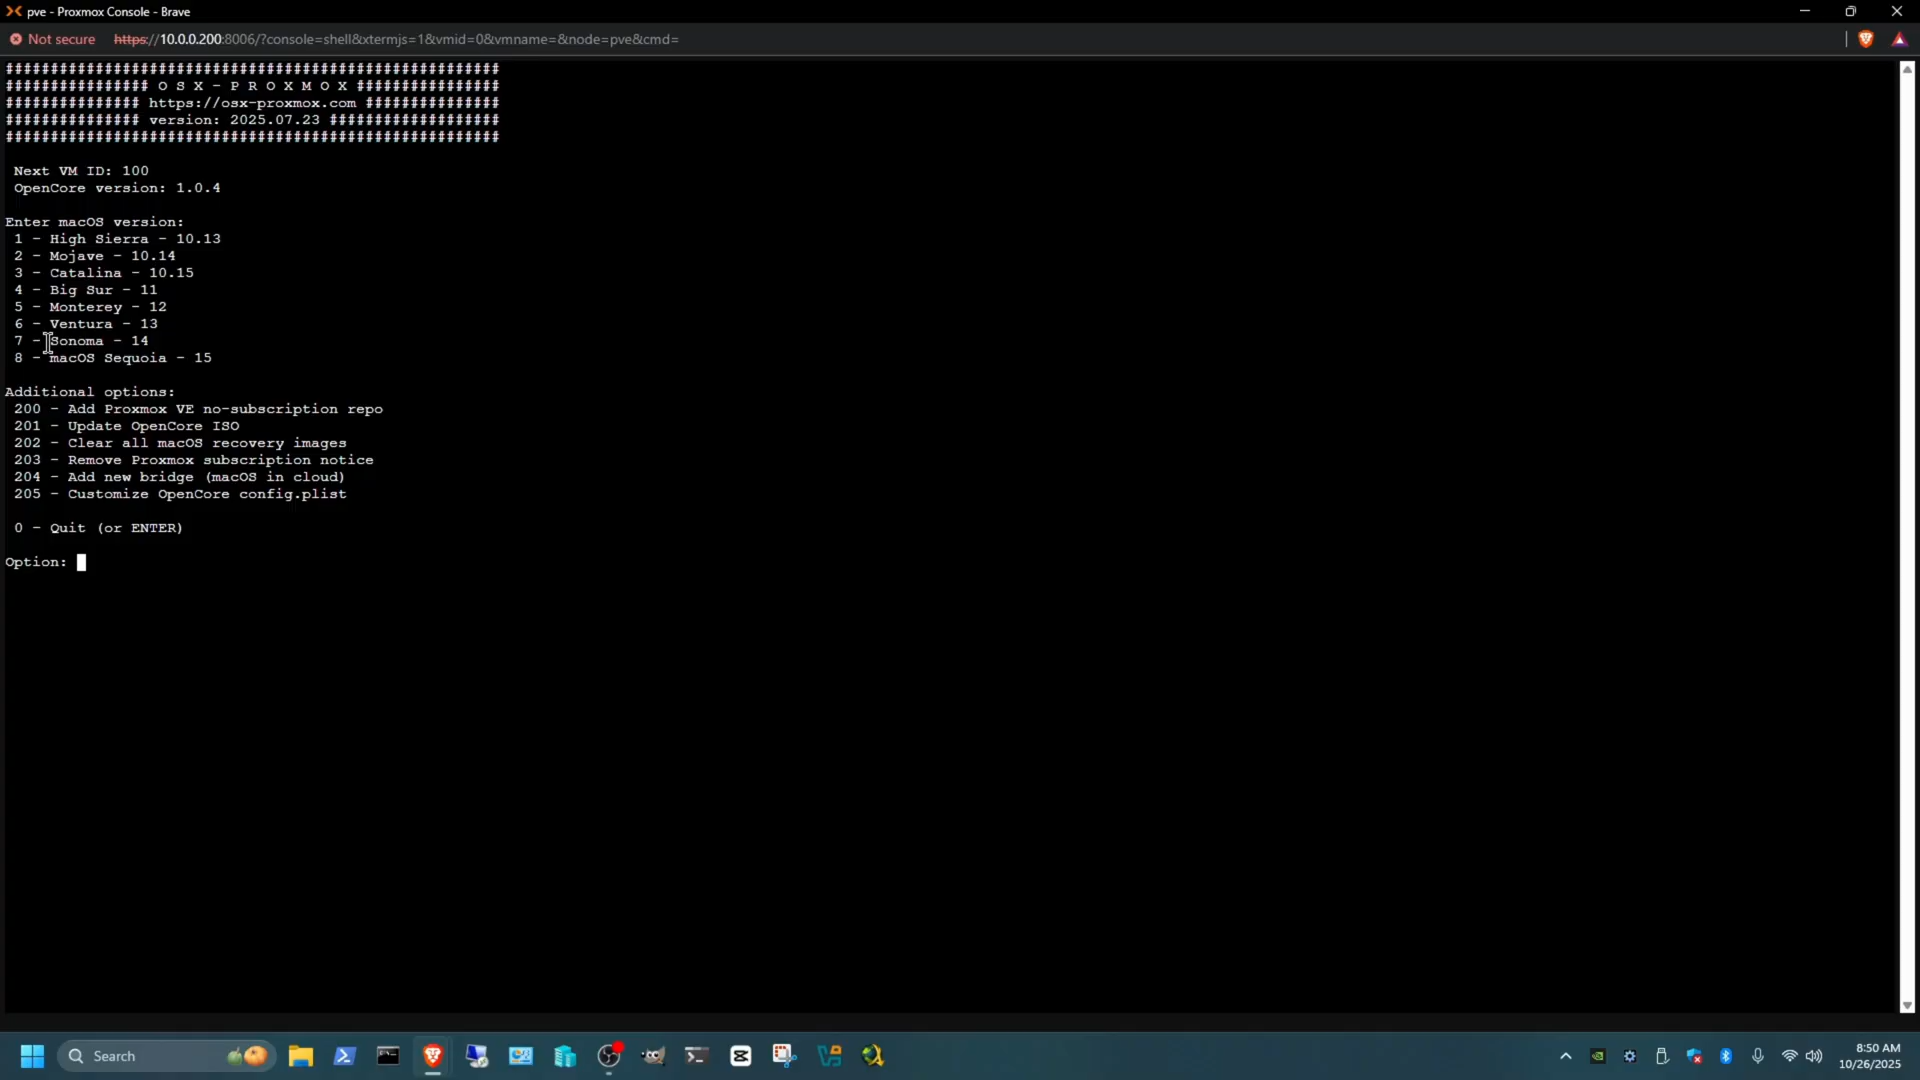 pve - Proxmox Console - Brave
Not secure https://10.0.0.200:8006/?console=shell&xtermjs=1&vmid=0&vmname=&node=pve&cmd=
#######################################################
################ O S X - P R O X M O X ################
############### https://osx-proxmox.com ###############
############### version: 2025.07.23 ###################
#######################################################
Next VM ID: 100
OpenCore version: 1.0.4
Enter macOS version:
1 - High Sierra - 10.13
2 - Mojave - 10.14
3 - Catalina - 10.15
4 - Big Sur - 11
5 - Monterey - 12
6 - Ventura - 13
7 - Sonoma - 14
8 - macOS Sequoia - 15
Additional options:
200 - Add Proxmox VE no-subscription repo
201 - Update OpenCore ISO
202 - Clear all macOS recovery images
203 - Remove Proxmox subscription notice
204 - Add new bridge (macOS in cloud)
205 - Customize OpenCore config.plist
0 - Quit (or ENTER)
Option:
Search
8:50 AM
10/26/2025